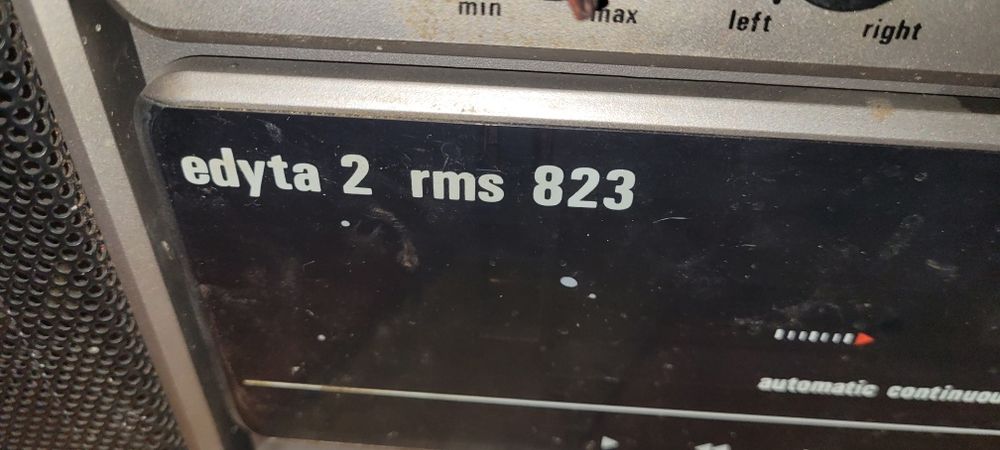 min max left right
edyta 2 rms 823
automatic continuou